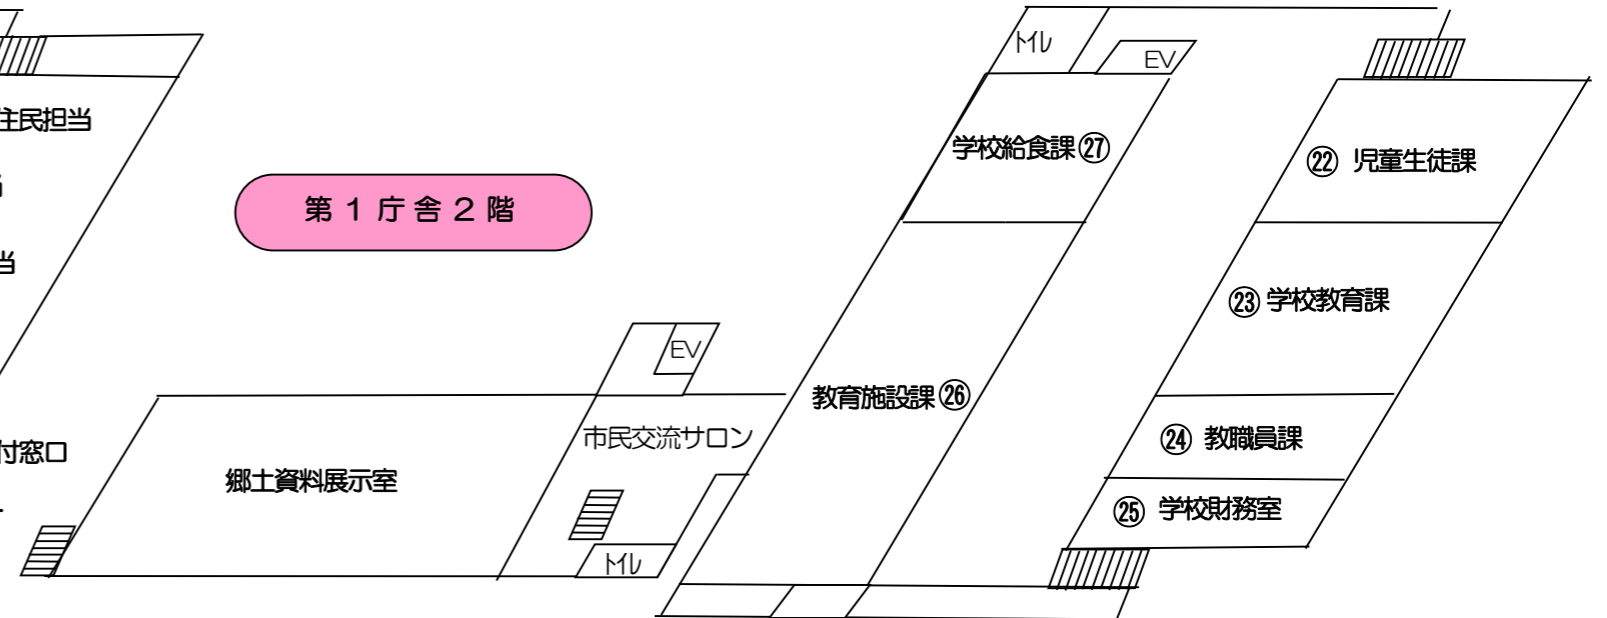 住民担当
当
付窓口
第1庁舎2階
トイレ
EV
学校給食課㉗
㉒ 児童生徒課
㉓ 学校教育課
EV
教育施設課㉖
市民交流サロン
㉔ 教職員課
郷土資料展示室
㉕ 学校財務室
トイレ